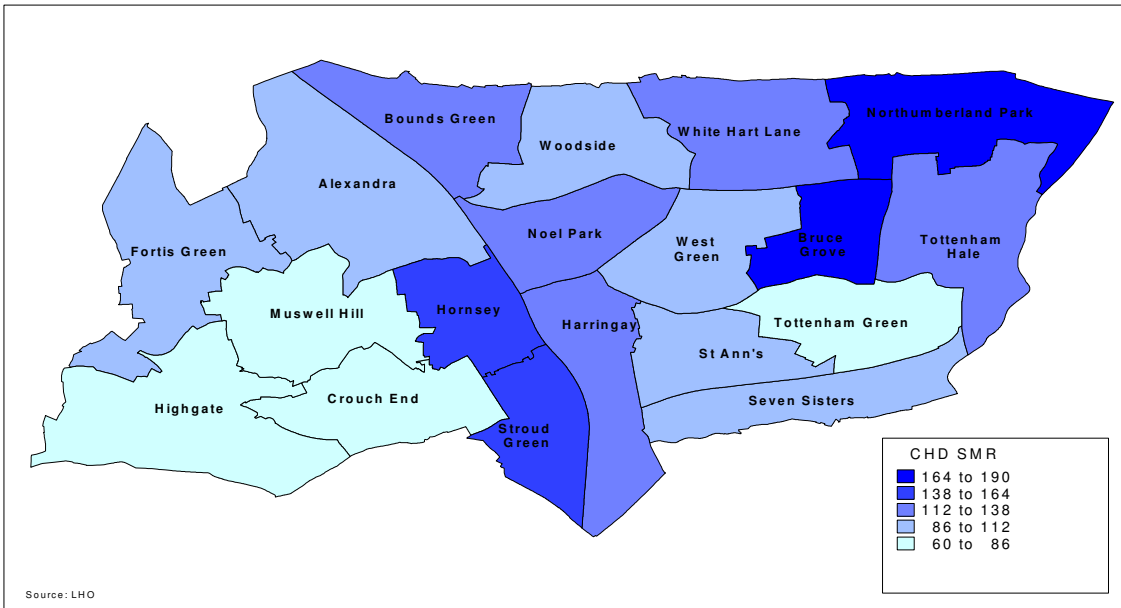 Northumberland Park
Bounds Green
White Hart Lane
Woodside
Alexandra
Noel Park
Bruce
Grove
West
Green
Tottenham
Hale
Fortis Green
Muswell Hill
Hornsey
Harringay
Tottenham Green
St Ann's
Crouch End
Seven Sisters
Highgate
Stroud
Green
CHD SMR
164 to 190
138 to 164
112 to 138
86 to 112
60 to 86
Source: LHO